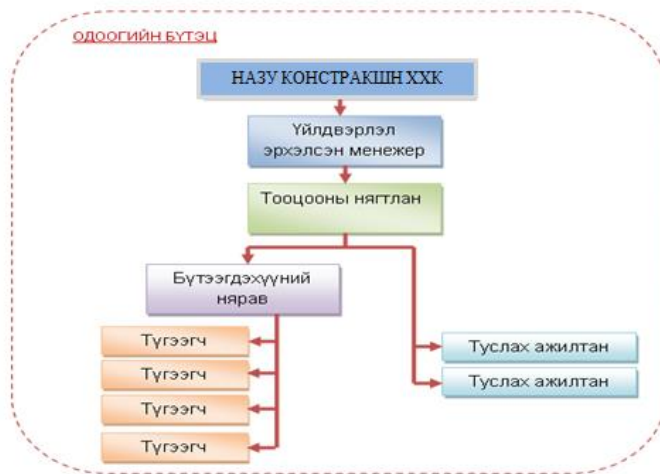 ОДООГИЙН БҮТЭЦ
НАЗУ КОНСТРАКШН ХХК
Үйлдвэрлэл
эрхэлсэн менежер
Тооцооны нягтлан
Бүтээгдэхүүний
нярав
Түгээгч
Түгээгч
Түгээгч
Түгээгч
Туслах ажилтан
Туслах ажилтан